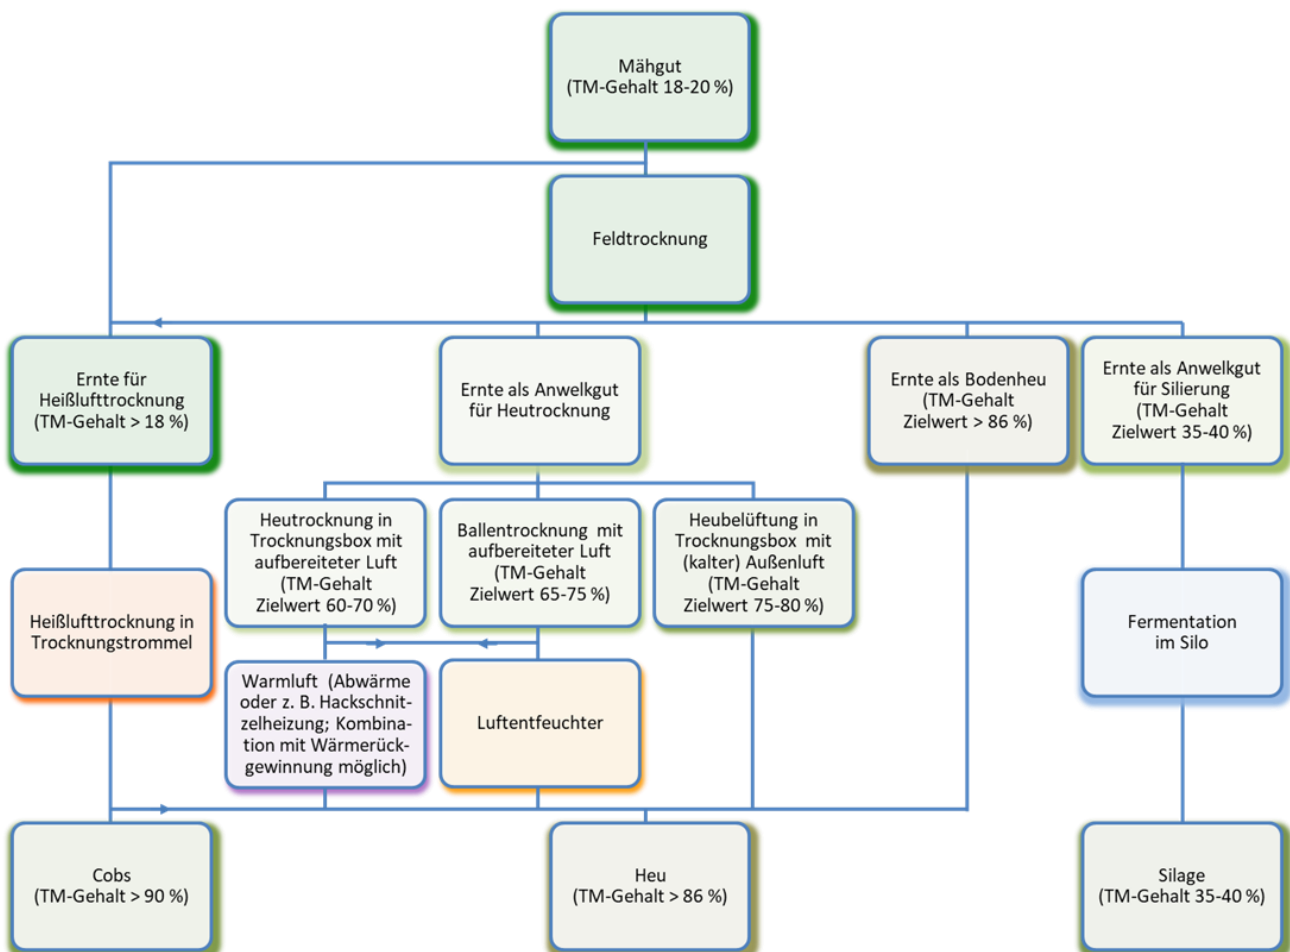 Mähgut
(TM-Gehalt 18-20 %)
Feldtrocknung
Ernte für
Heißlufttrocknung
(TM-Gehalt > 18 %)
Ernte als Anwelkgut
für Heutrocknung
Ernte als Bodenheu
(TM-Gehalt
Zielwert > 86 %)
Ernte als Anwelkgut
für Silierung
(TM-Gehalt
Zielwert 35-40 %)
Heutrocknung in
Trocknungsbox mit
aufbereiteter Luft
(TM-Gehalt
Zielwert 60-70 %)
Ballentrocknung mit
aufbereiteter Luft
(TM-Gehalt
Zielwert 65-75 %)
Heubelüftung in
Trocknungsbox mit
(kalter) Außenluft
(TM-Gehalt
Zielwert 75-80 %)
Heißlufttrocknung in
Trocknungstrommel
Fermentation
im Silo
Warmluft (Abwärme
oder z. B. Hackschnit-
zelheizung; Kombina-
tion mit Wärmerück-
gewinnung möglich)
Luftentfeuchter
Cobs
(TM-Gehalt > 90 %)
Heu
(TM-Gehalt > 86 %)
Silage
(TM-Gehalt 35-40 %)